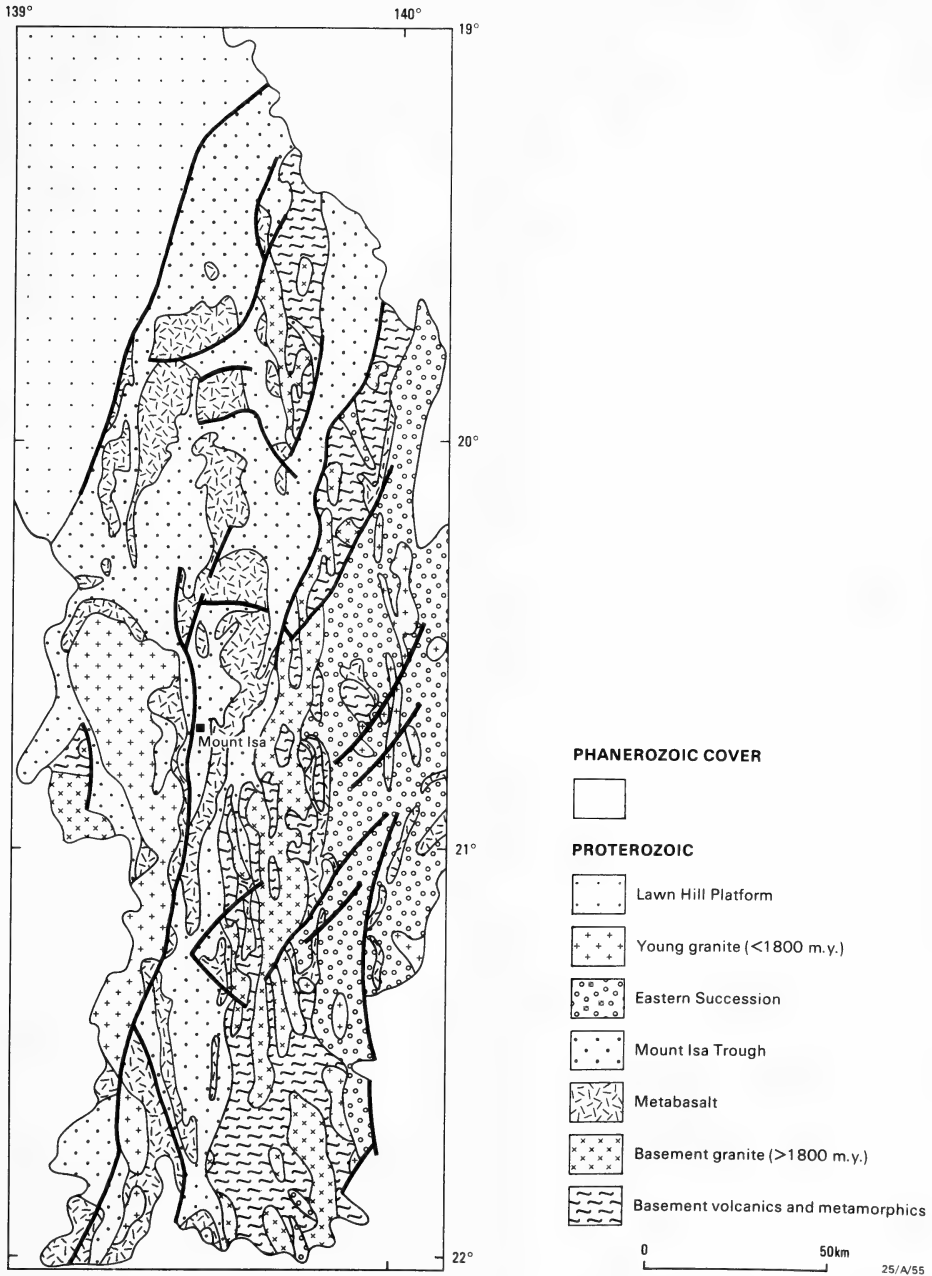 139°
140°
19°
20°
Mount Isa
21°
22°
PHANEROZOIC COVER
PROTEROZOIC
Lawn Hill Platform
Young granite (<1800 m.y.)
Eastern Succession
Mount Isa Trough
Metabasalt
Basement granite (>1800 m.y.)
Basement volcanics and metamorphics
0 50km
25/A/55